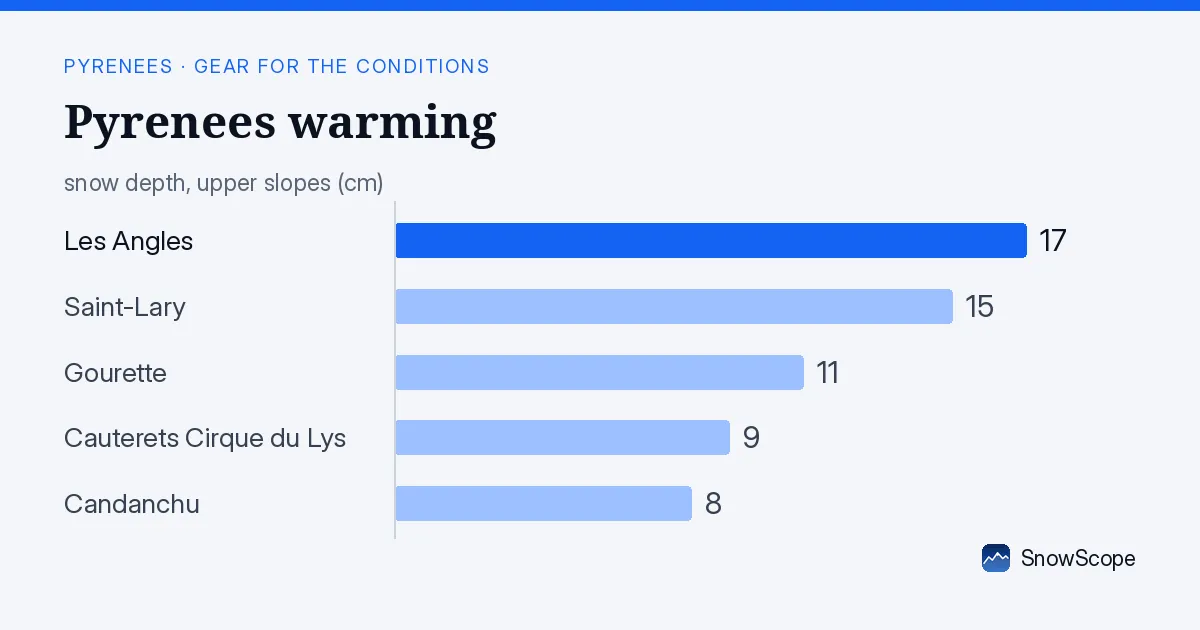 PYRENEES · GEAR FOR THE CONDITIONS
Pyrenees warming
snow depth, upper slopes (cm)
Les Angles 17
Saint-Lary 15
Gourette 11
Cauterets Cirque du Lys 9
Candanchu 8
SnowScope